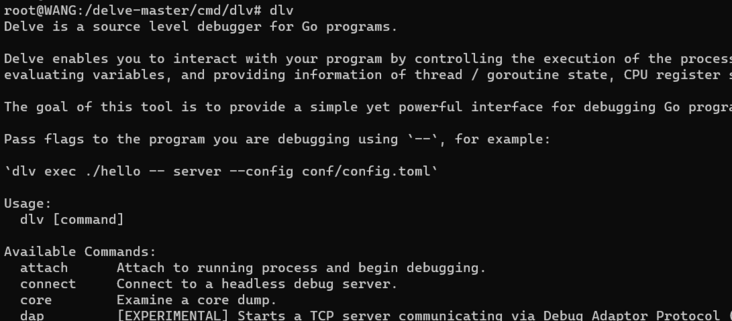 root@WANG:/delve-master/cmd/dlv# dlv
Delve is a source level debugger for Go programs.
Delve enables you to interact with your program by controlling the execution of the process
evaluating variables, and providing information of thread / goroutine state, CPU register s
The goal of this tool is to provide a simple yet powerful interface for debugging Go progra
Pass flags to the program you are debugging using `--`, for example:
`dlv exec ./hello -- server --config conf/config.toml`
Usage:
  dlv [command]
Available Commands:
  attach      Attach to running process and begin debugging.
  connect     Connect to a headless debug server.
  core        Examine a core dump.
  dap         [EXPERIMENTAL] Starts a TCP server communicating via Debug Adaptor Protocol (